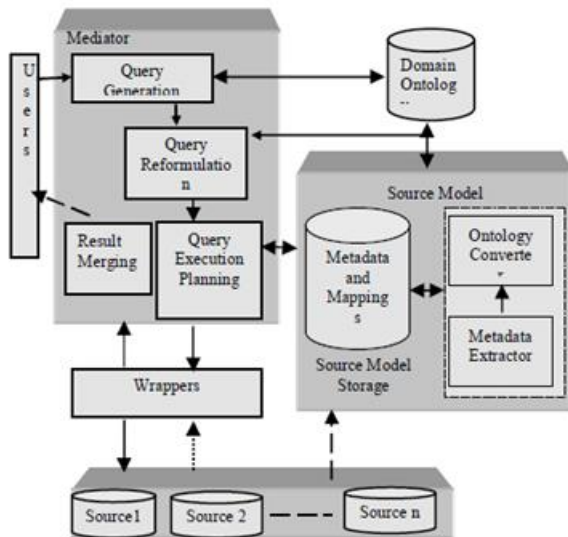 Mediator
Users
Query
Generation
Domain
Ontolog
Query
Reformulatio
n
Source Model
Result
Merging
Query
Execution
Planning
Metadata
and
Mapping
s
Ontology
Converte
Metadata
Extractor
Source Model
Storage
Wrappers
Source1
Source 2
Source n